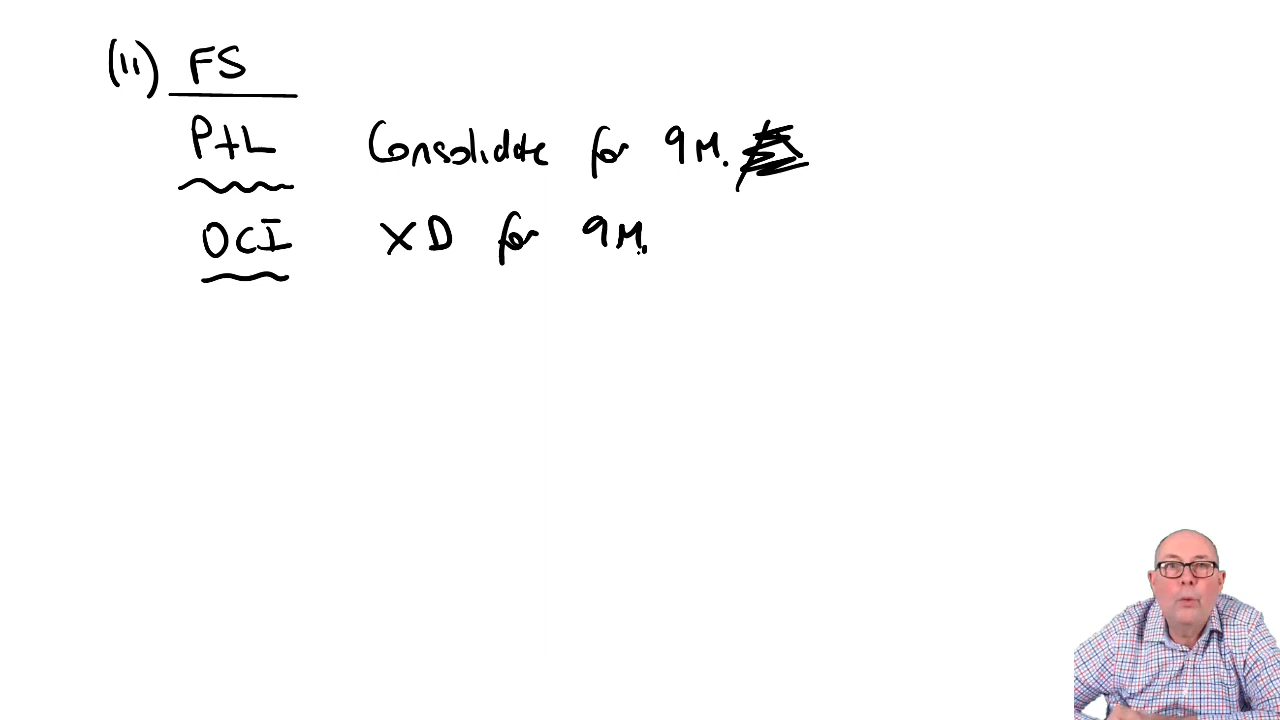 (ii) FS
P+L Consolidate for 9M.
OCI XD for 9M.